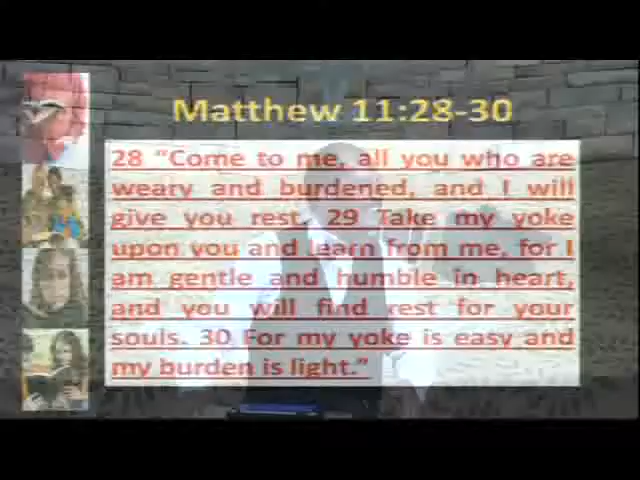 Matthew 11:28-30
28 “Come to me, all you who are
weary and burdened, and I will
give you rest. 29 Take my yoke
upon you and learn from me, for I
am gentle and humble in heart,
and you will find rest for your
souls. 30 For my yoke is easy and
my burden is light.”